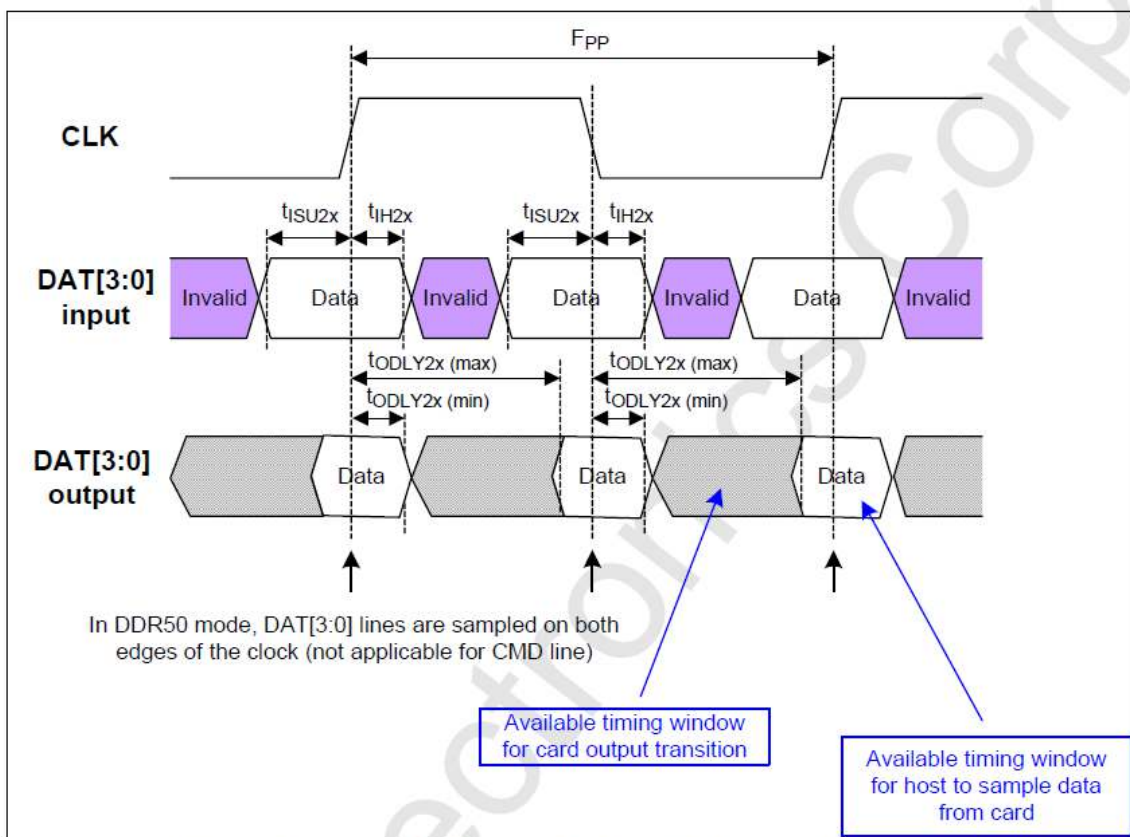 FPP
CLK
tISU2x tIH2x tISU2x tIH2x
DAT[3:0]
input
Invalid Data Invalid Data Invalid Data Invalid
tODLY2x (max) tODLY2x (max)
tODLY2x (min) tODLY2x (min)
DAT[3:0]
output
Data Data Data
In DDR50 mode, DAT[3:0] lines are sampled on both
edges of the clock (not applicable for CMD line)
Available timing window
for card output transition
Available timing window
for host to sample data
from card
ectronics Corp